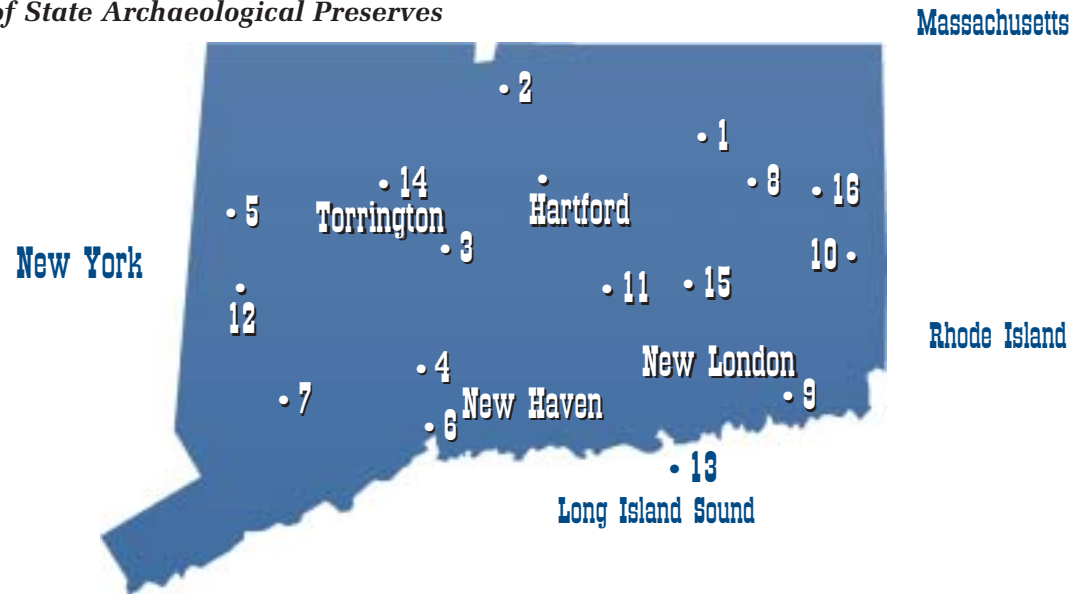 of State Archaeological Preserves
Massachusetts
2
1
14
8
16
5
Torrington
Hartford
3
New York
10
11
15
12
Rhode Island
New London
4
7
New Haven
9
6
13
Long Island Sound